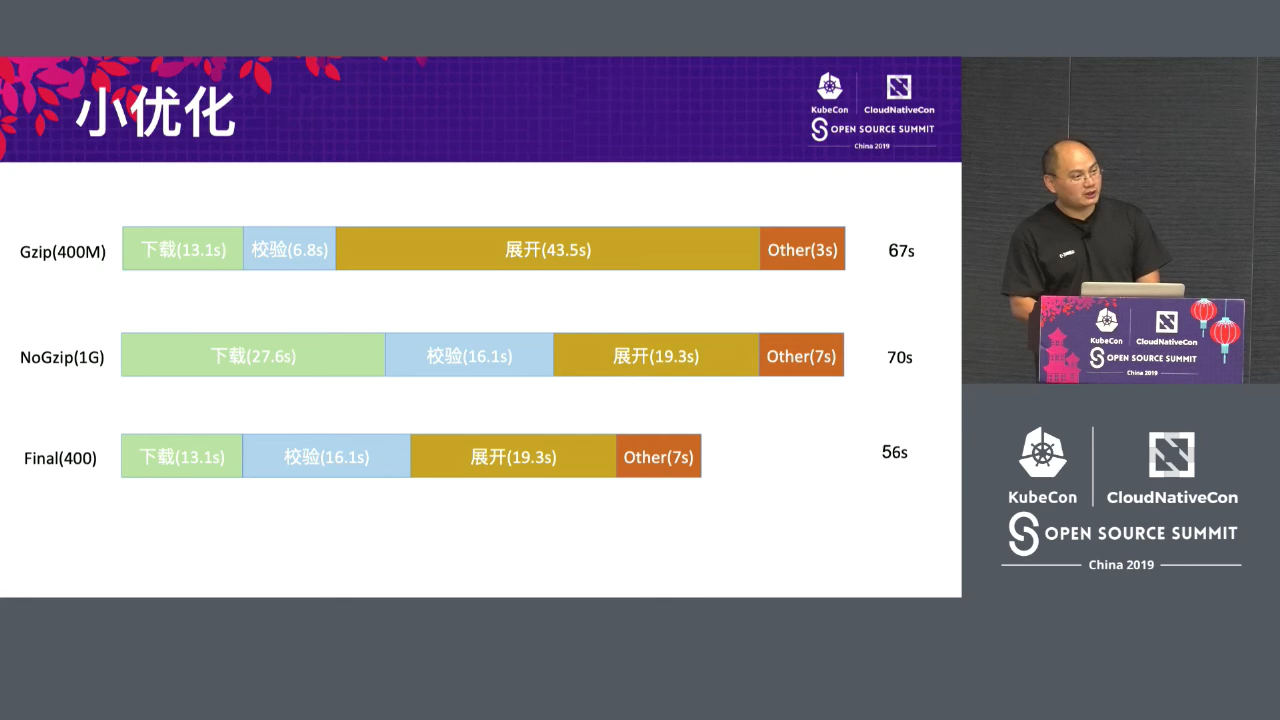 小优化
KubeCon
CloudNativeCon
OPEN SOURCE SUMMIT
China 2019
Gzip(400M) 下载(13.1s) 校验(6.8s) 展开(43.5s) Other(3s) 67s
NoGzip(1G) 下载(27.6s) 校验(16.1s) 展开(19.3s) Other(7s) 70s
Final(400) 下载(13.1s) 校验(16.1s) 展开(19.3s) Other(7s) 56s
KubeCon
CloudNativeCon
OPEN SOURCE SUMMIT
China 2019
KubeCon
CloudNativeCon
OPEN SOURCE SUMMIT
China 2019